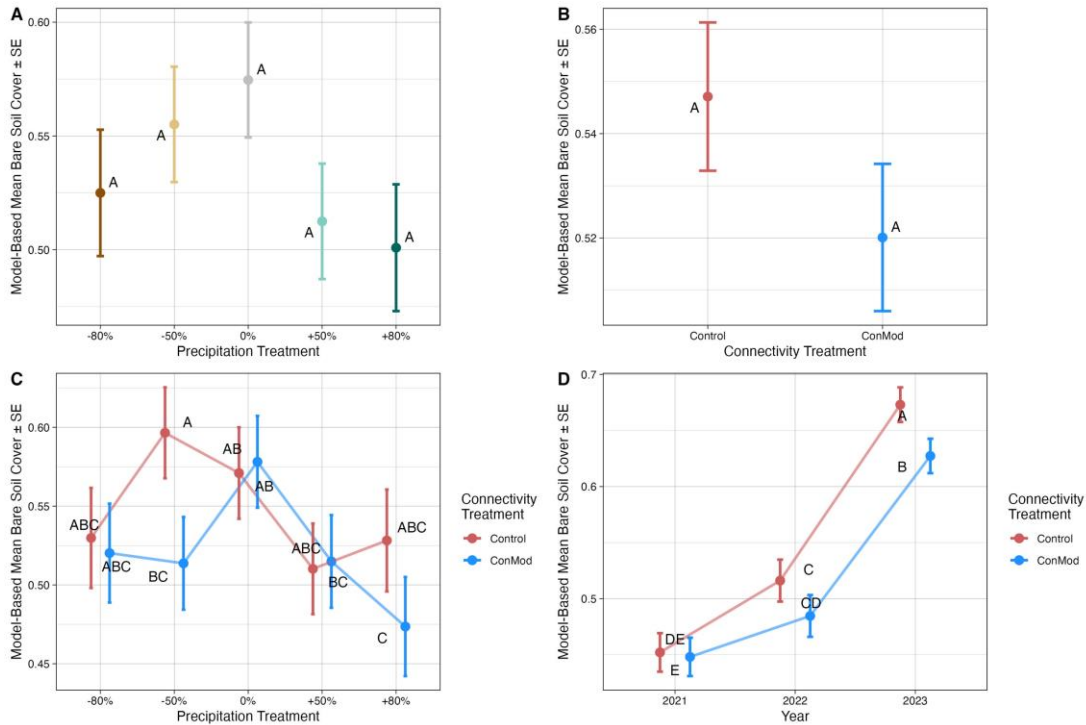 A
Model-Based Mean Bare Soil Cover ± SE
0.60
0.55
0.50
A
A
A
A
A
-80%
-50%
0%
+50%
+80%
Precipitation Treatment
B
Model-Based Mean Bare Soil Cover ± SE
0.56
0.54
0.52
A
A
Control
ConMod
Connectivity Treatment
C
Model-Based Mean Bare Soil Cover ± SE
0.60
0.55
0.50
0.45
ABC
ABC
A
BC
AB
AB
ABC
BC
ABC
C
-80%
-50%
0%
+50%
+80%
Precipitation Treatment
Connectivity
Treatment
Control
ConMod
D
Model-Based Mean Bare Soil Cover ± SE
0.7
0.6
0.5
DE
E
C
CD
A
B
2021
2022
2023
Year
Connectivity
Treatment
Control
ConMod